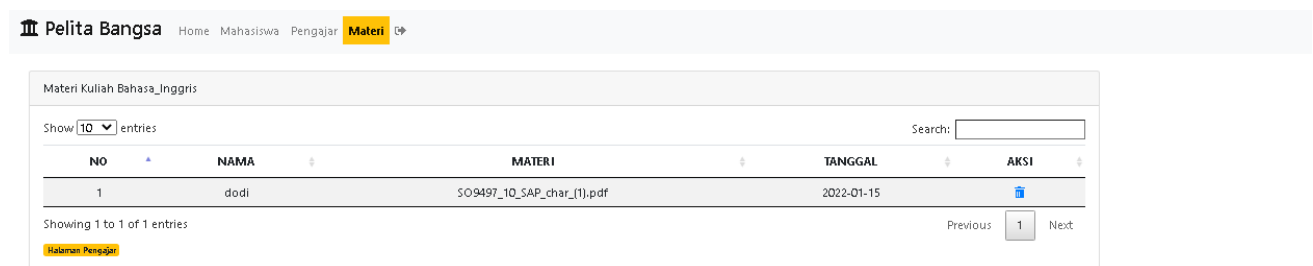 Pelita Bangsa Home Mahasiswa Pengajar Materi
Materi Kuliah Bahasa_Inggris
Show 10 entries Search:
NO NAMA MATERI TANGGAL AKSI
1 dodi SO9497_10_SAP_char_(1).pdf 2022-01-15
Showing 1 to 1 of 1 entries Previous 1 Next
Halaman Pengajar